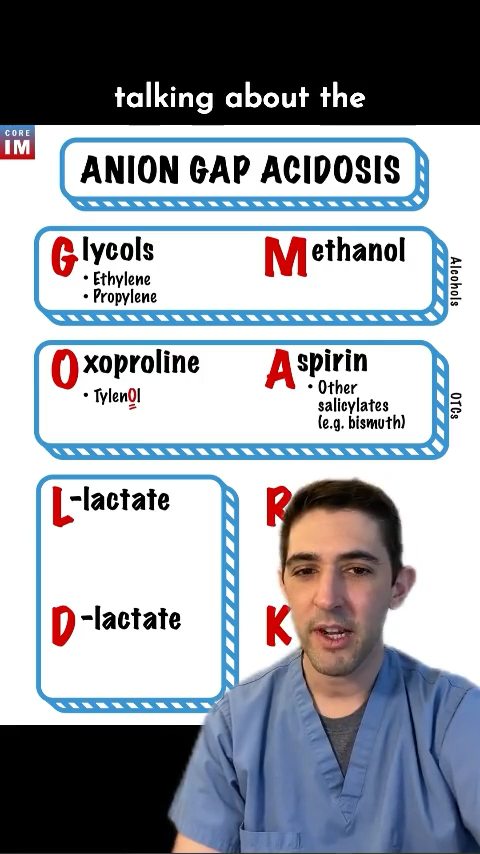 talking about the
CORE
IM
ANION GAP ACIDOSIS
Glycols
• Ethylene
• Propylene
Methanol
Alcohols
Oxoproline
• TylenOl
Aspirin
• Other
salicylates
(e.g. bismuth)
OTCs
L-lactate
R
D-lactate
K